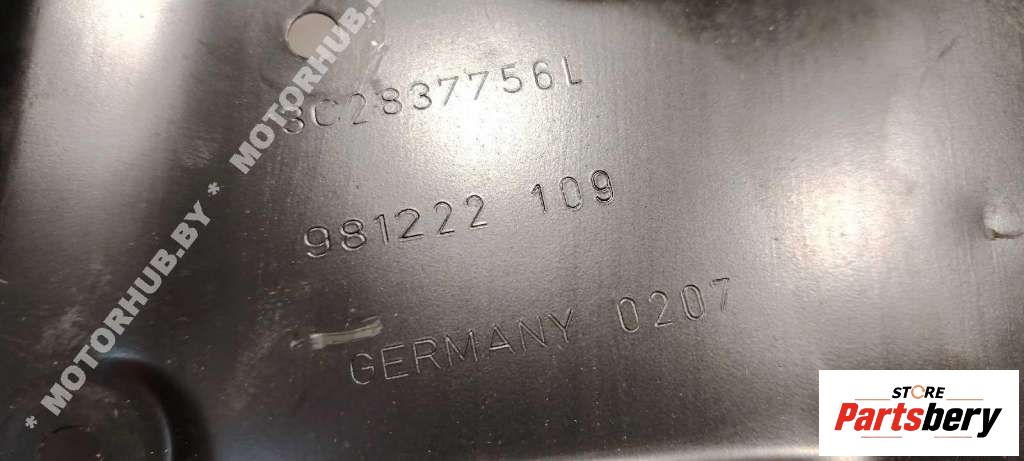 3C2837756L
981222 109
GERMANY 0207
* MOTORHUB.BY * MOTORHUB.BY
STORE
Partsbery